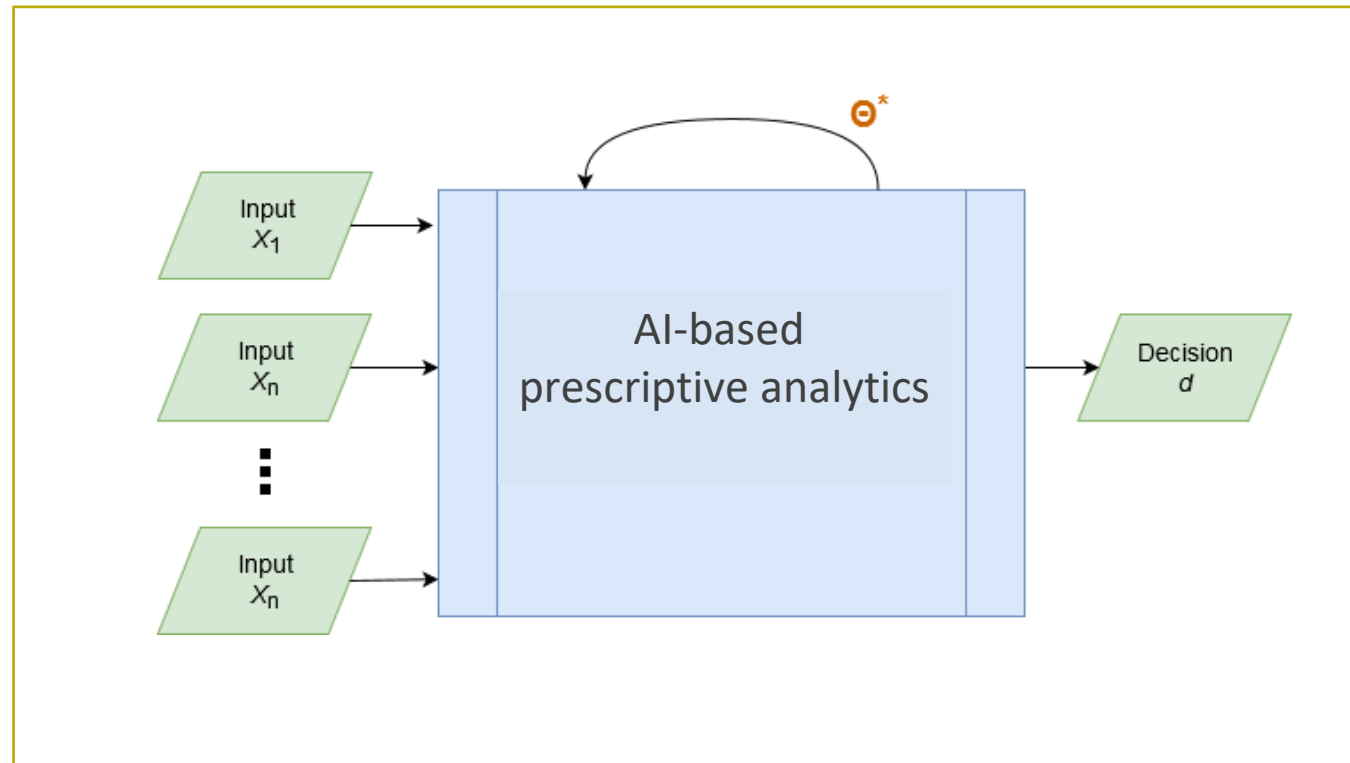 Θ*
Input
X1
Input
Xn
Input
Xn
AI-based
prescriptive analytics
Decision
d